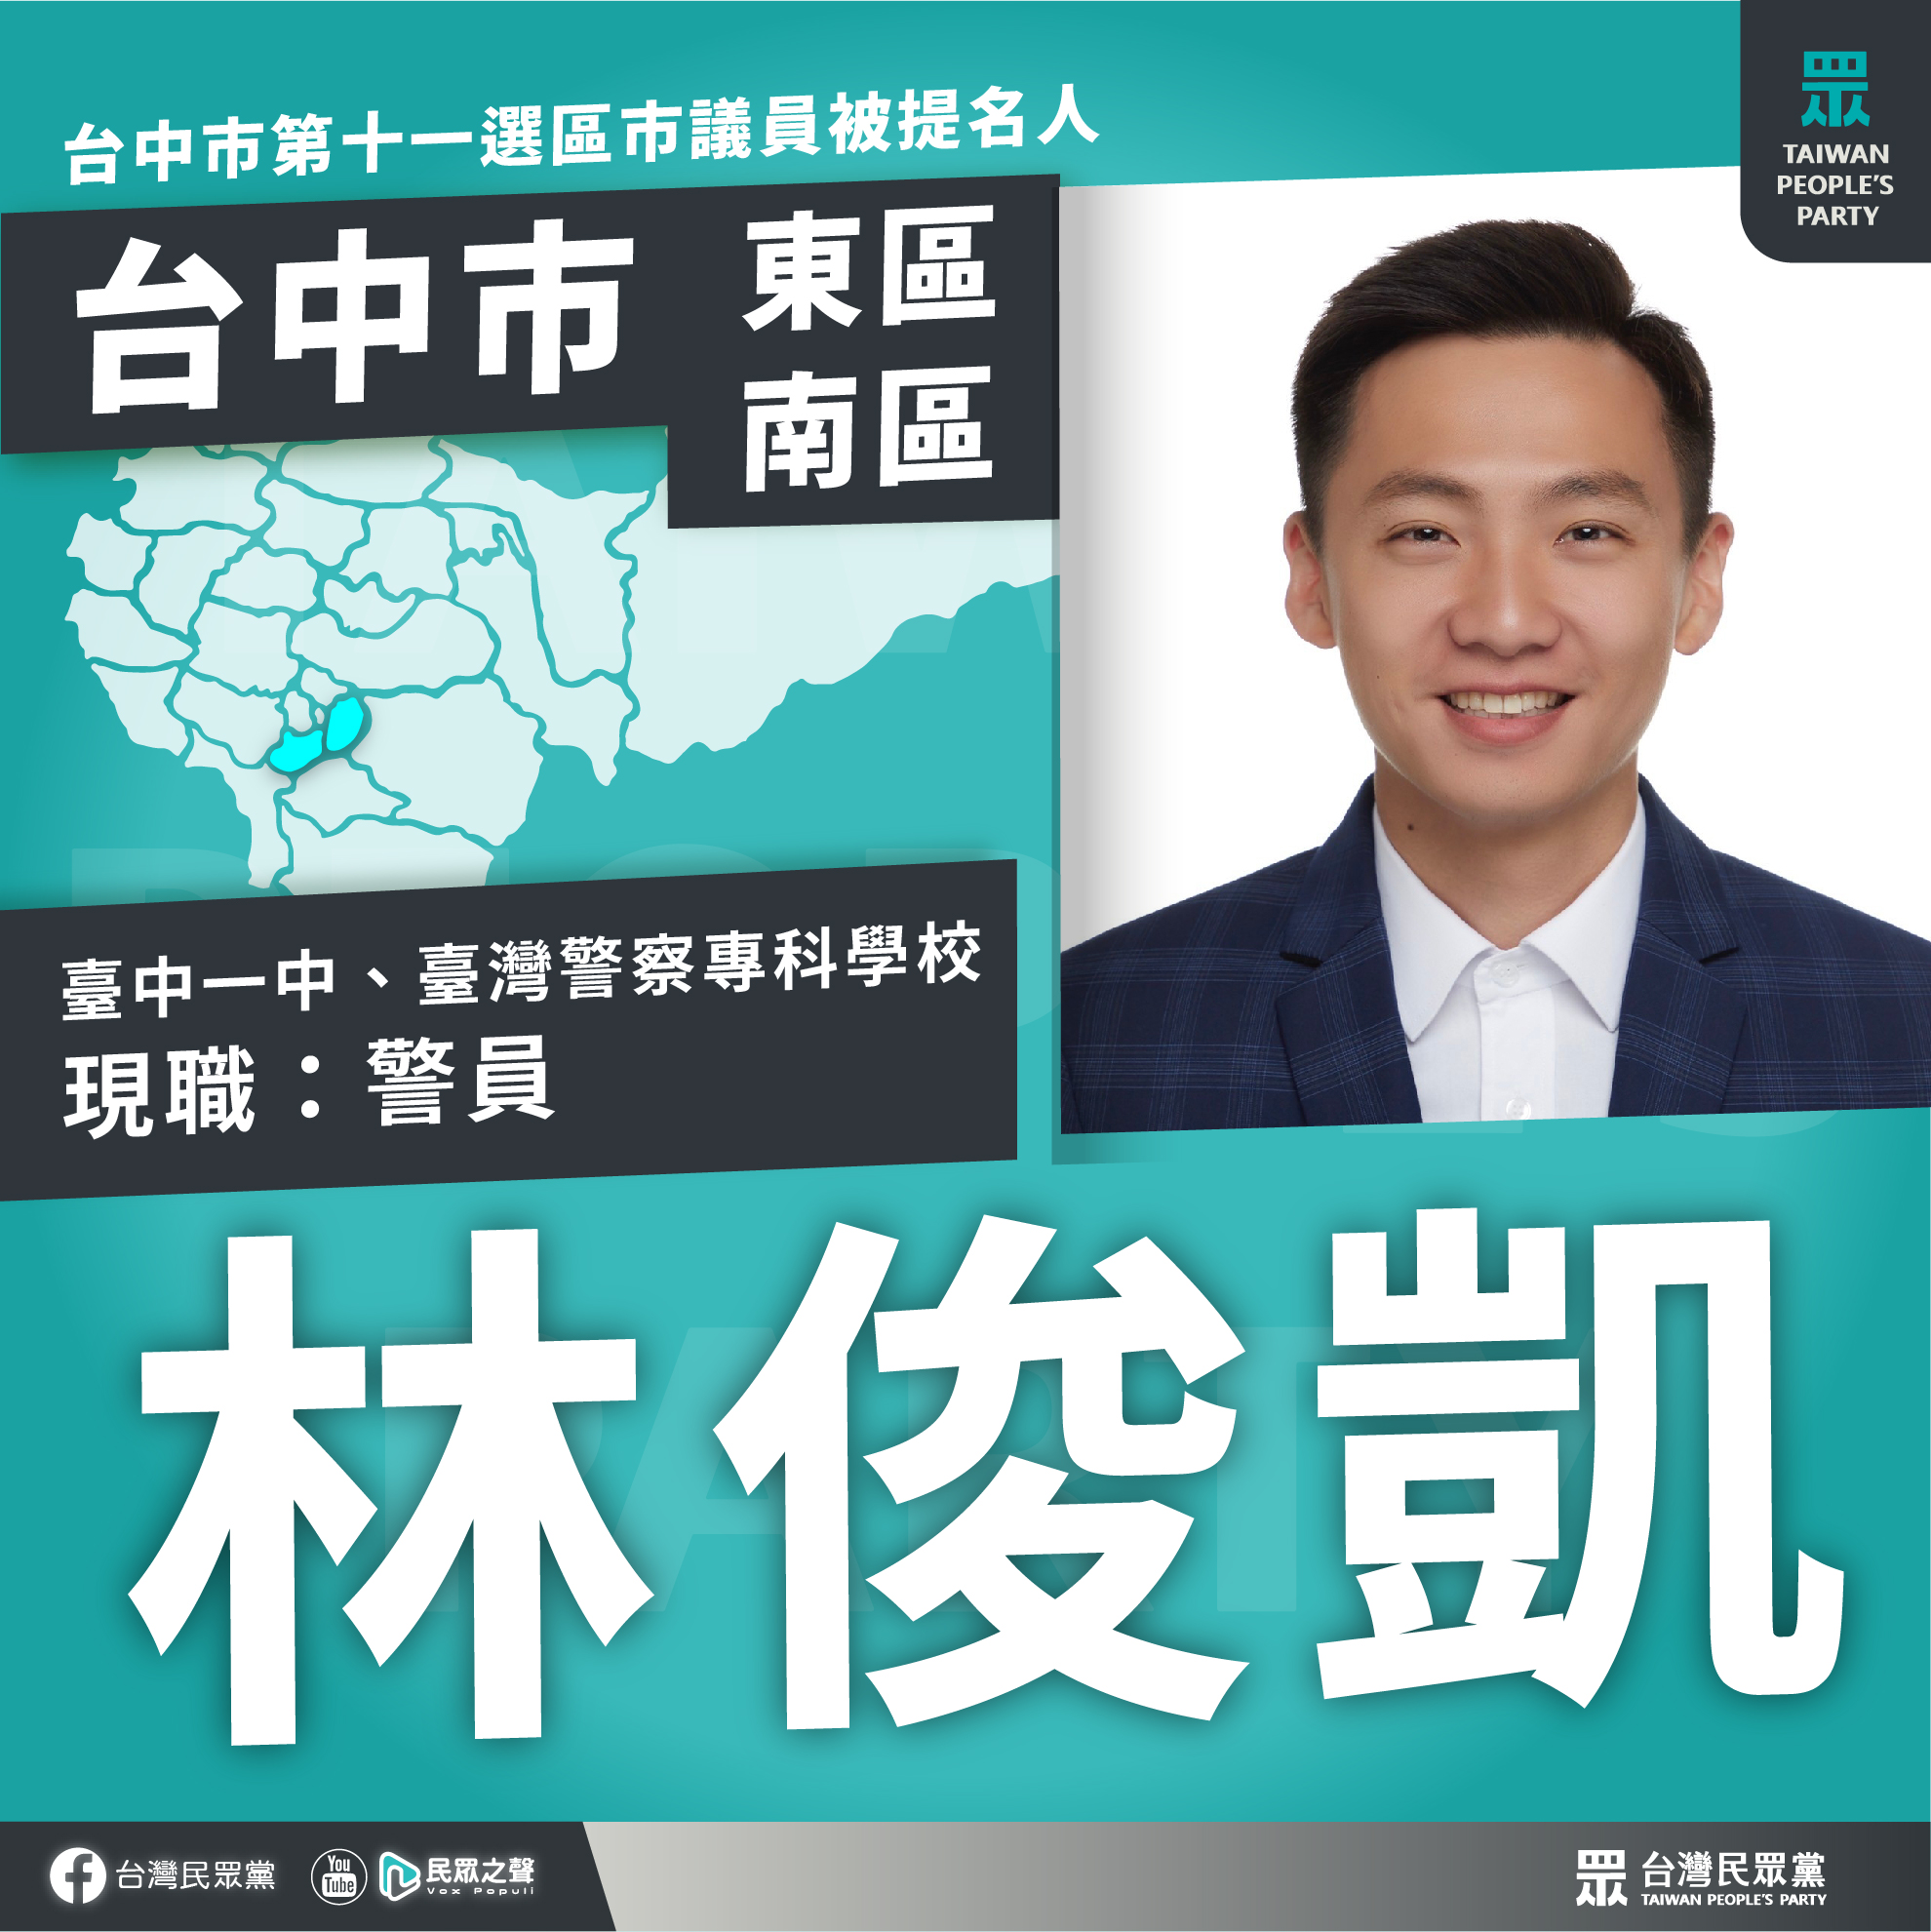 台中市第十一選區市議員被提名人
眾
TAIWAN
PEOPLE'S
PARTY
台中市
東區
南區
臺中一中、臺灣警察專科學校
現職：警員
林俊凱
台灣民眾黨
You
Tube
民眾之聲
Vox Populi
眾
台灣民眾黨
TAIWAN PEOPLE'S PARTY